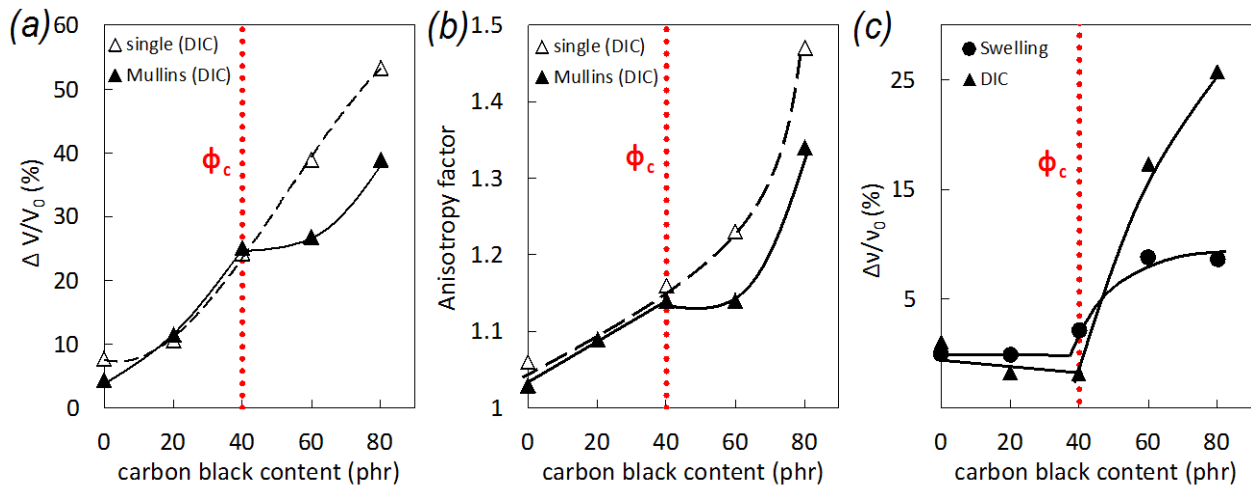 (a)
60
50
40
30
20
10
0
Δ V/V0 (%)
single (DIC)
Mullins (DIC)
ϕc
0 20 40 60 80
carbon black content (phr)
(b)
1.5
1.4
1.3
1.2
1.1
1
Anisotropy factor
single (DIC)
Mullins (DIC)
ϕc
0 20 40 60 80
carbon black content (phr)
(c)
25
15
5
Δν/ν0 (%)
Swelling
DIC
ϕc
0 20 40 60 80
carbon black content (phr)